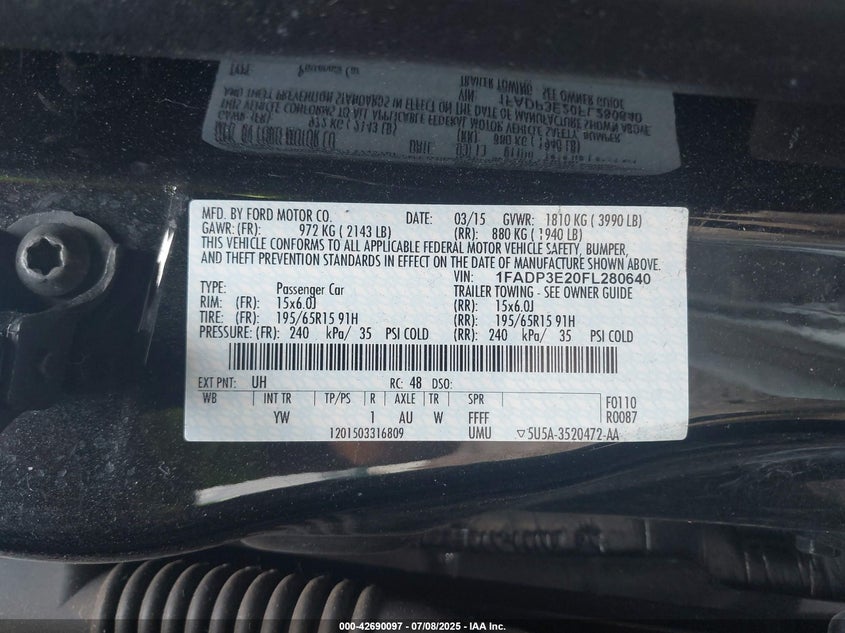 MFD. BY FORD MOTOR CO. DATE: 03/15 GVWR: 1810 KG ( 3990 LB)
GAWR: (FR): 972 KG ( 2143 LB) (RR): 880 KG ( 1940 LB)
THIS VEHICLE CONFORMS TO ALL APPLICABLE FEDERAL MOTOR VEHICLE SAFETY, BUMPER,
AND THEFT PREVENTION STANDARDS IN EFFECT ON THE DATE OF MANUFACTURE SHOWN ABOVE.
VIN: 1FADP3E20FL280640
TYPE: Passenger Car TRAILER TOWING - SEE OWNER GUIDE
RIM: (FR): 15x6.0J (RR): 15x6.0J
TIRE: (FR): 195/65R15 91H (RR): 195/65R15 91H
PRESSURE: (FR): 240 kPa/ 35 PSI COLD (RR): 240 kPa/ 35 PSI COLD
EXT PNT: UH RC: 48 DSO:
WB INT TR TP/PS R AXLE TR SPR F0110
YW 1 AU W FFFF R0087
1201503316809 UMU ▽5U5A-3520472-AA
000-42690097 - 07/08/2025 - IAA Inc.